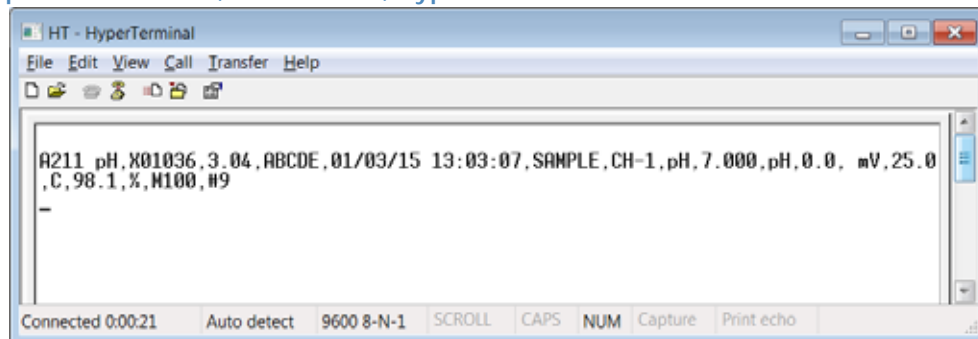 HT - HyperTerminal
File Edit View Call Transfer Help
A211 pH,X01036,3.04,ABCDE,01/03/15 13:03:07,SAMPLE,CH-1,pH,7.000,pH,0.0, mV,25.0
,C,98.1,%,M100,#9
Connected 0:00:21 Auto detect 9600 8-N-1 SCROLL CAPS NUM Capture Print echo